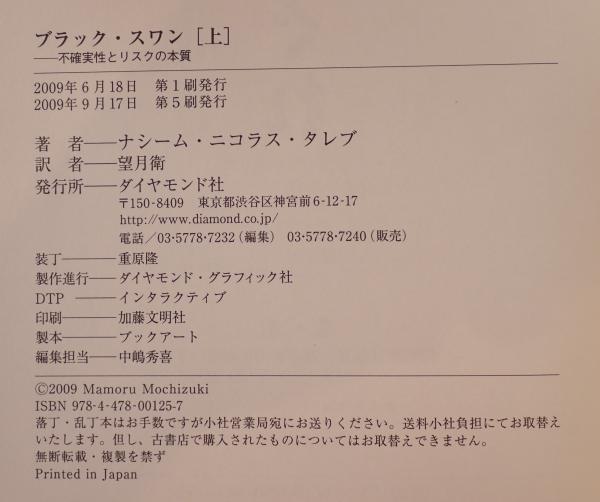 ブラック・スワン［上］
——不確実性とリスクの本質
2009年6月18日　第1刷発行
2009年9月17日　第5刷発行
著　者——ナシーム・ニコラス・タレブ
訳　者——望月衛
発行所——ダイヤモンド社
〒150-8409　東京都渋谷区神宮前6-12-17
http://www.diamond.co.jp/
電話／03·5778·7232（編集）　03·5778·7240（販売）
装丁————重原隆
製作進行——ダイヤモンド・グラフィック社
DTP ———インタラクティブ
印刷————加藤文明社
製本————ブックアート
編集担当——中嶋秀喜
©2009 Mamoru Mochizuki
ISBN 978-4-478-00125-7
落丁・乱丁本はお手数ですが小社営業局宛にお送りください。送料小社負担にてお取替え
いたします。但し、古書店で購入されたものについてはお取替えできません。
無断転載・複製を禁ず
Printed in Japan